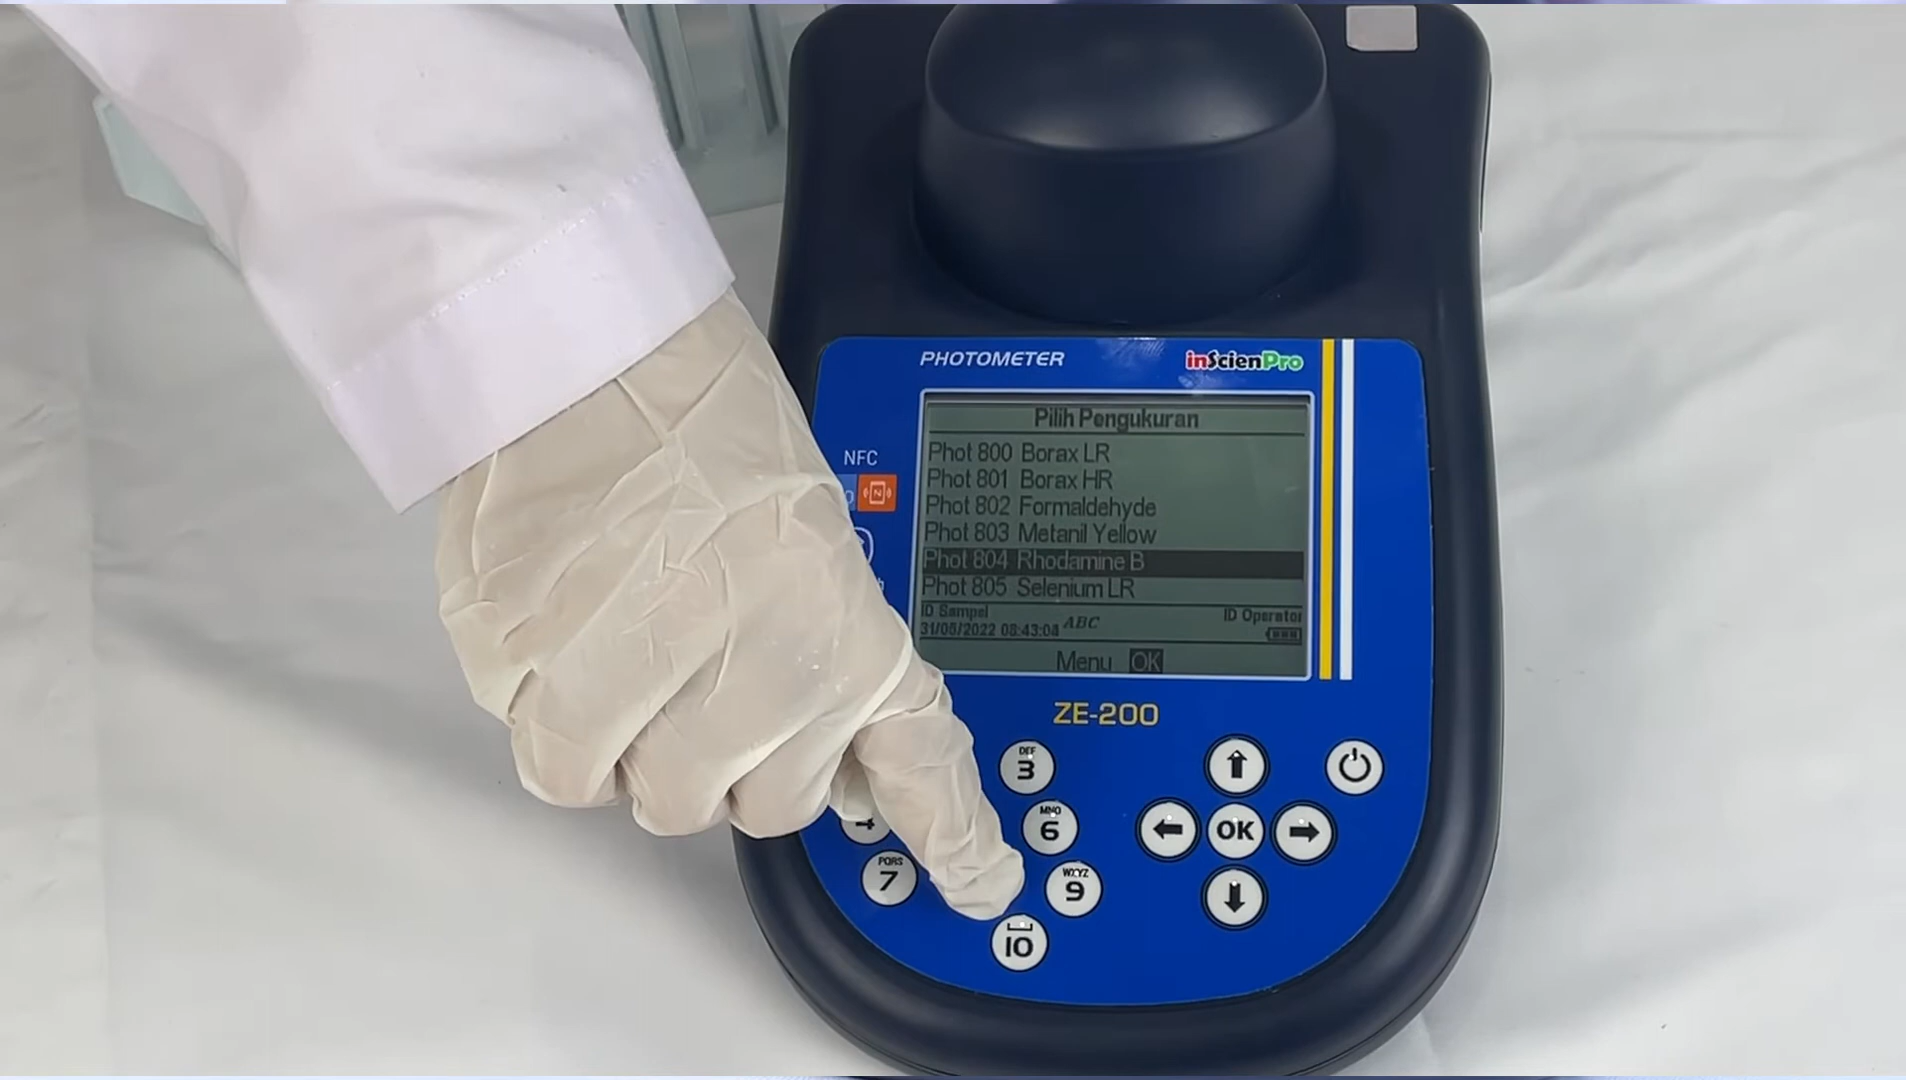 PHOTOMETER
inScienPro
Pilih Pengukuran
Phot 800 Borax LR
Phot 801 Borax HR
Phot 802 Formaldehyde
Phot 803 Metanil Yellow
Phot 804 Rhodamine B
Phot 805 Selenium LR
ID Sampel
ABC
ID Operator
31/05/2022 08:43:04
Menu OK
NFC
ZE-200
DEF
3
4
MNO
6
PQRS
7
WXYZ
9
10
OK